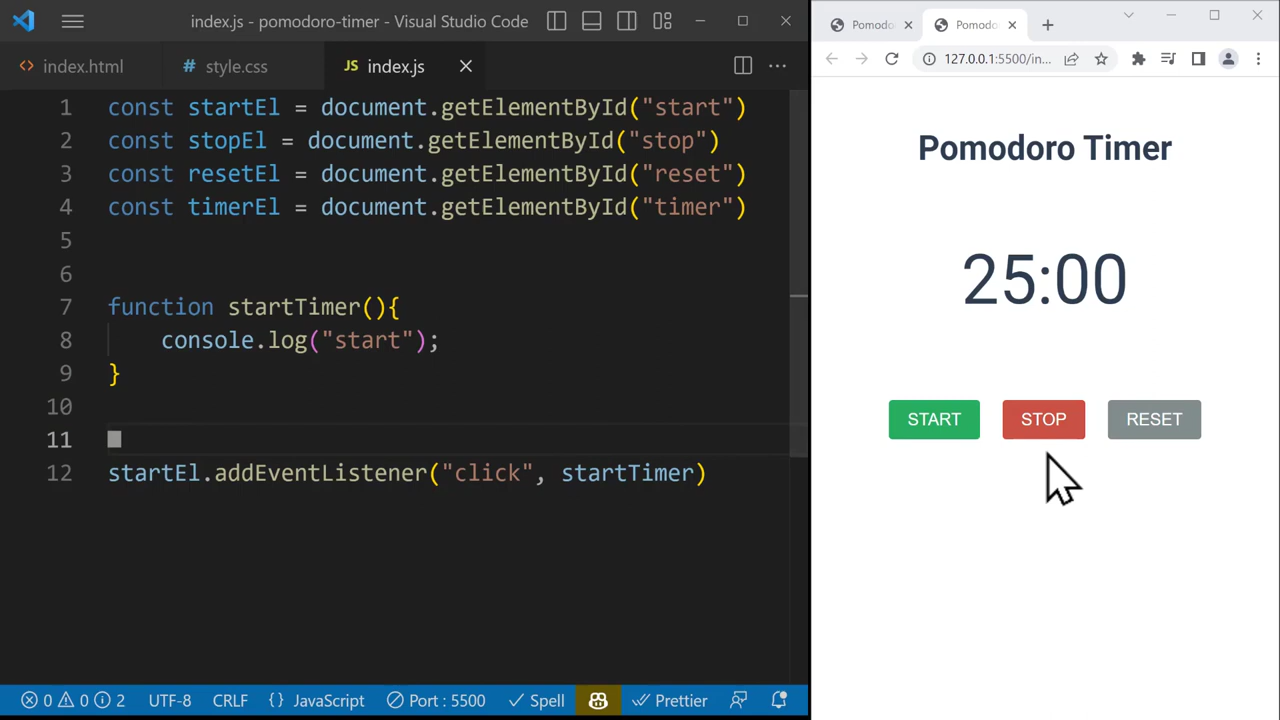 index.js - pomodoro-timer - Visual Studio Code
index.html
style.css
JS index.js
1 const startEl = document.getElementById("start")
2 const stopEl = document.getElementById("stop")
3 const resetEl = document.getElementById("reset")
4 const timerEl = document.getElementById("timer")
5
6
7 function startTimer(){
8 console.log("start");
9 }
10
11
12 startEl.addEventListener("click", startTimer)
0 0 2 UTF-8 CRLF {} JavaScript Port : 5500 Spell Prettier
Pomodo
Pomodo
127.0.0.1:5500/in...
Pomodoro Timer
25:00
START STOP RESET